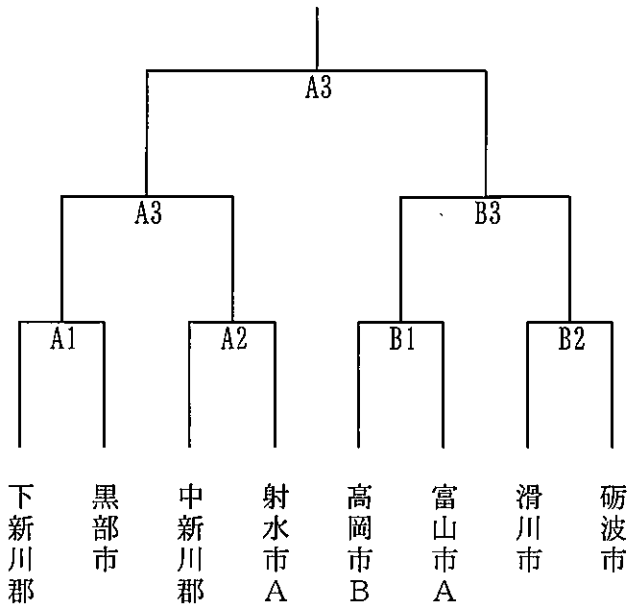 A3
A3
B3
A1
A2
B1
B2
下新川郡
黒部市
中新川郡
射水市A
高岡市B
富山市A
滑川市
砺波市